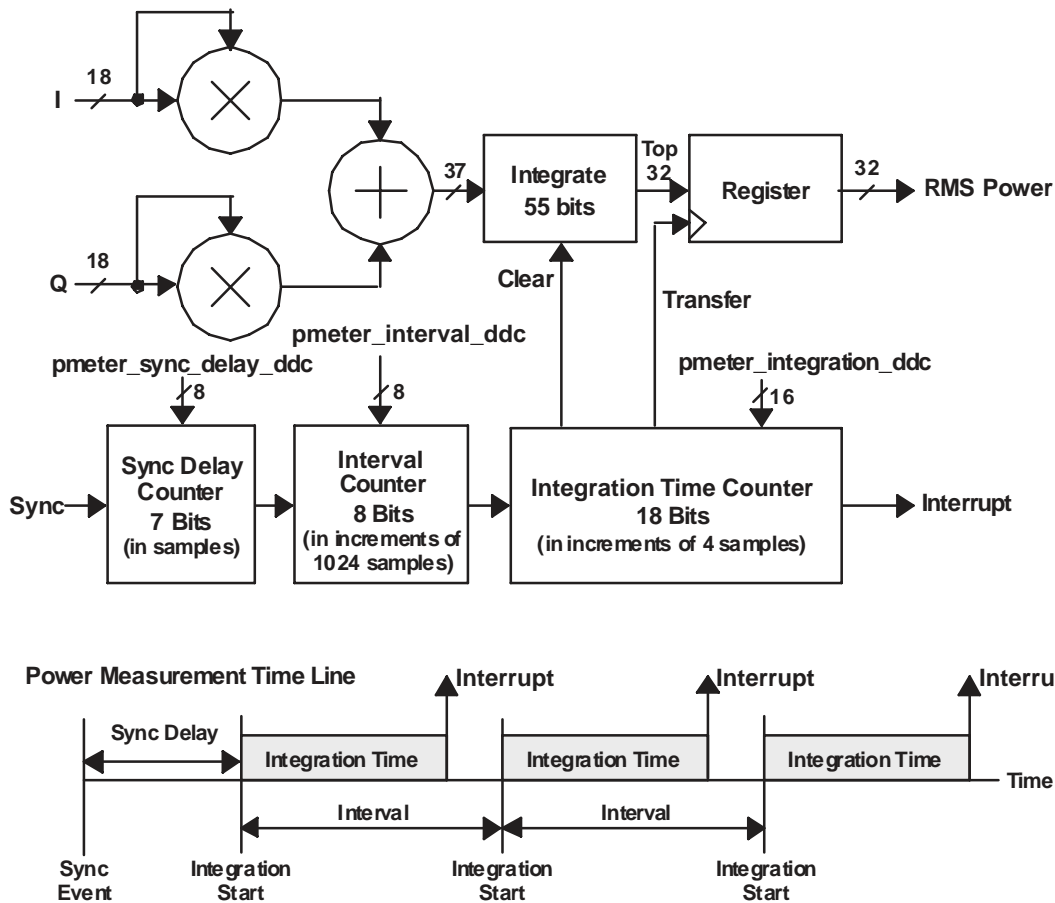 18
I
Top
37
32
32
Integrate
55 bits
Register
RMS Power
18
Q
Clear
Transfer
pmeter_interval_ddc
pmeter_sync_delay_ddc
pmeter_integration_ddc
8
8
16
Sync
Sync Delay
Counter
7 Bits
(in samples)
Interval
Counter
8 Bits
(in increments of
1024 samples)
Integration Time Counter
18 Bits
(in increments of 4 samples)
Interrupt
Power Measurement Time Line
Interrupt
Interrupt
Interru
Sync Delay
Integration Time
Integration Time
Integration Time
Time
Interval
Interval
Sync
Event
Integration
Start
Integration
Start
Integration
Start